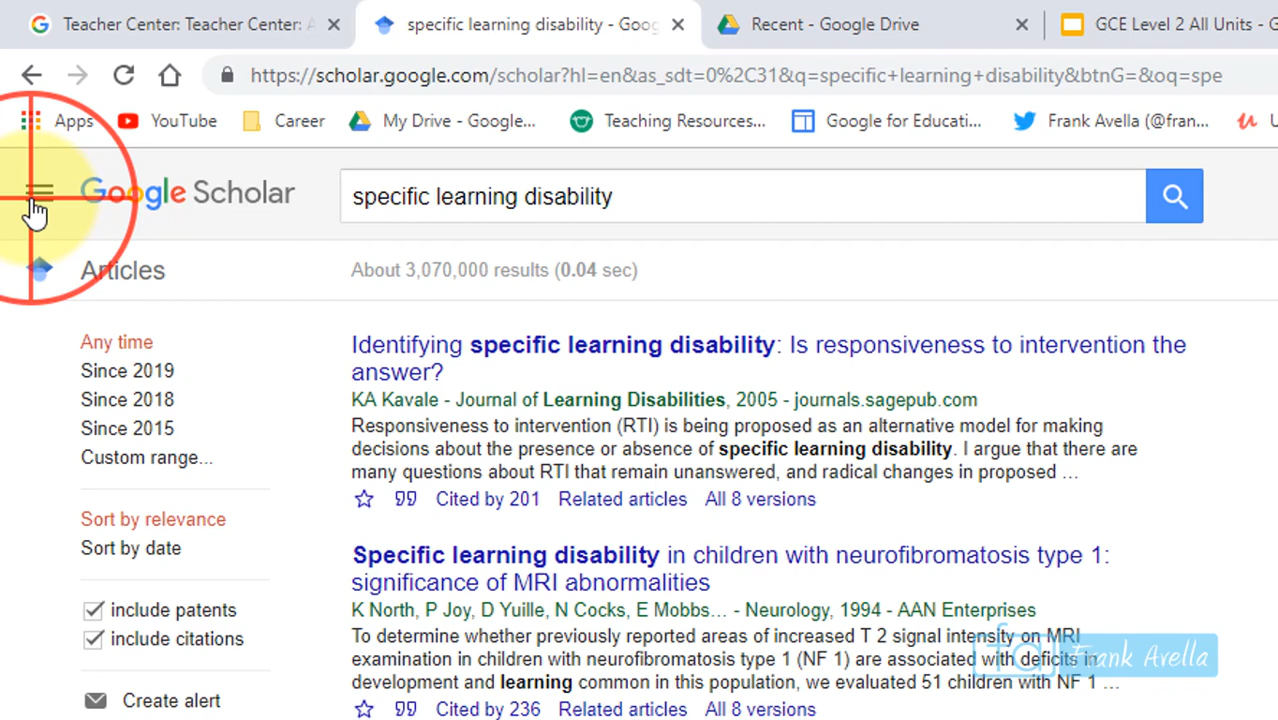 Teacher Center: Teacher Center: A
specific learning disability - Goog
Recent - Google Drive
GCE Level 2 All Units - G
https://scholar.google.com/scholar?hl=en&as_sdt=0%2C31&q=specific+learning+disability&btnG=&oq=spe
Apps
YouTube
Career
My Drive - Google...
Teaching Resources...
Google for Educati...
Frank Avella (@fran...
U
Google Scholar
specific learning disability
Articles
About 3,070,000 results (0.04 sec)
Any time
Since 2019
Since 2018
Since 2015
Custom range...
Sort by relevance
Sort by date
include patents
include citations
Create alert
Identifying specific learning disability: Is responsiveness to intervention the
answer?
KA Kavale - Journal of Learning Disabilities, 2005 - journals.sagepub.com
Responsiveness to intervention (RTI) is being proposed as an alternative model for making
decisions about the presence or absence of specific learning disability. I argue that there are
many questions about RTI that remain unanswered, and radical changes in proposed ...
Cited by 201 Related articles All 8 versions
Specific learning disability in children with neurofibromatosis type 1:
significance of MRI abnormalities
K North, P Joy, D Yuille, N Cocks, E Mobbs... - Neurology, 1994 - AAN Enterprises
To determine whether previously reported areas of increased T 2 signal intensity on MRI
examination in children with neurofibromatosis type 1 (NF 1) are associated with deficits in
development and learning common in this population, we evaluated 51 children with NF 1 ...
Cited by 236 Related articles All 8 versions
fa Frank Avella